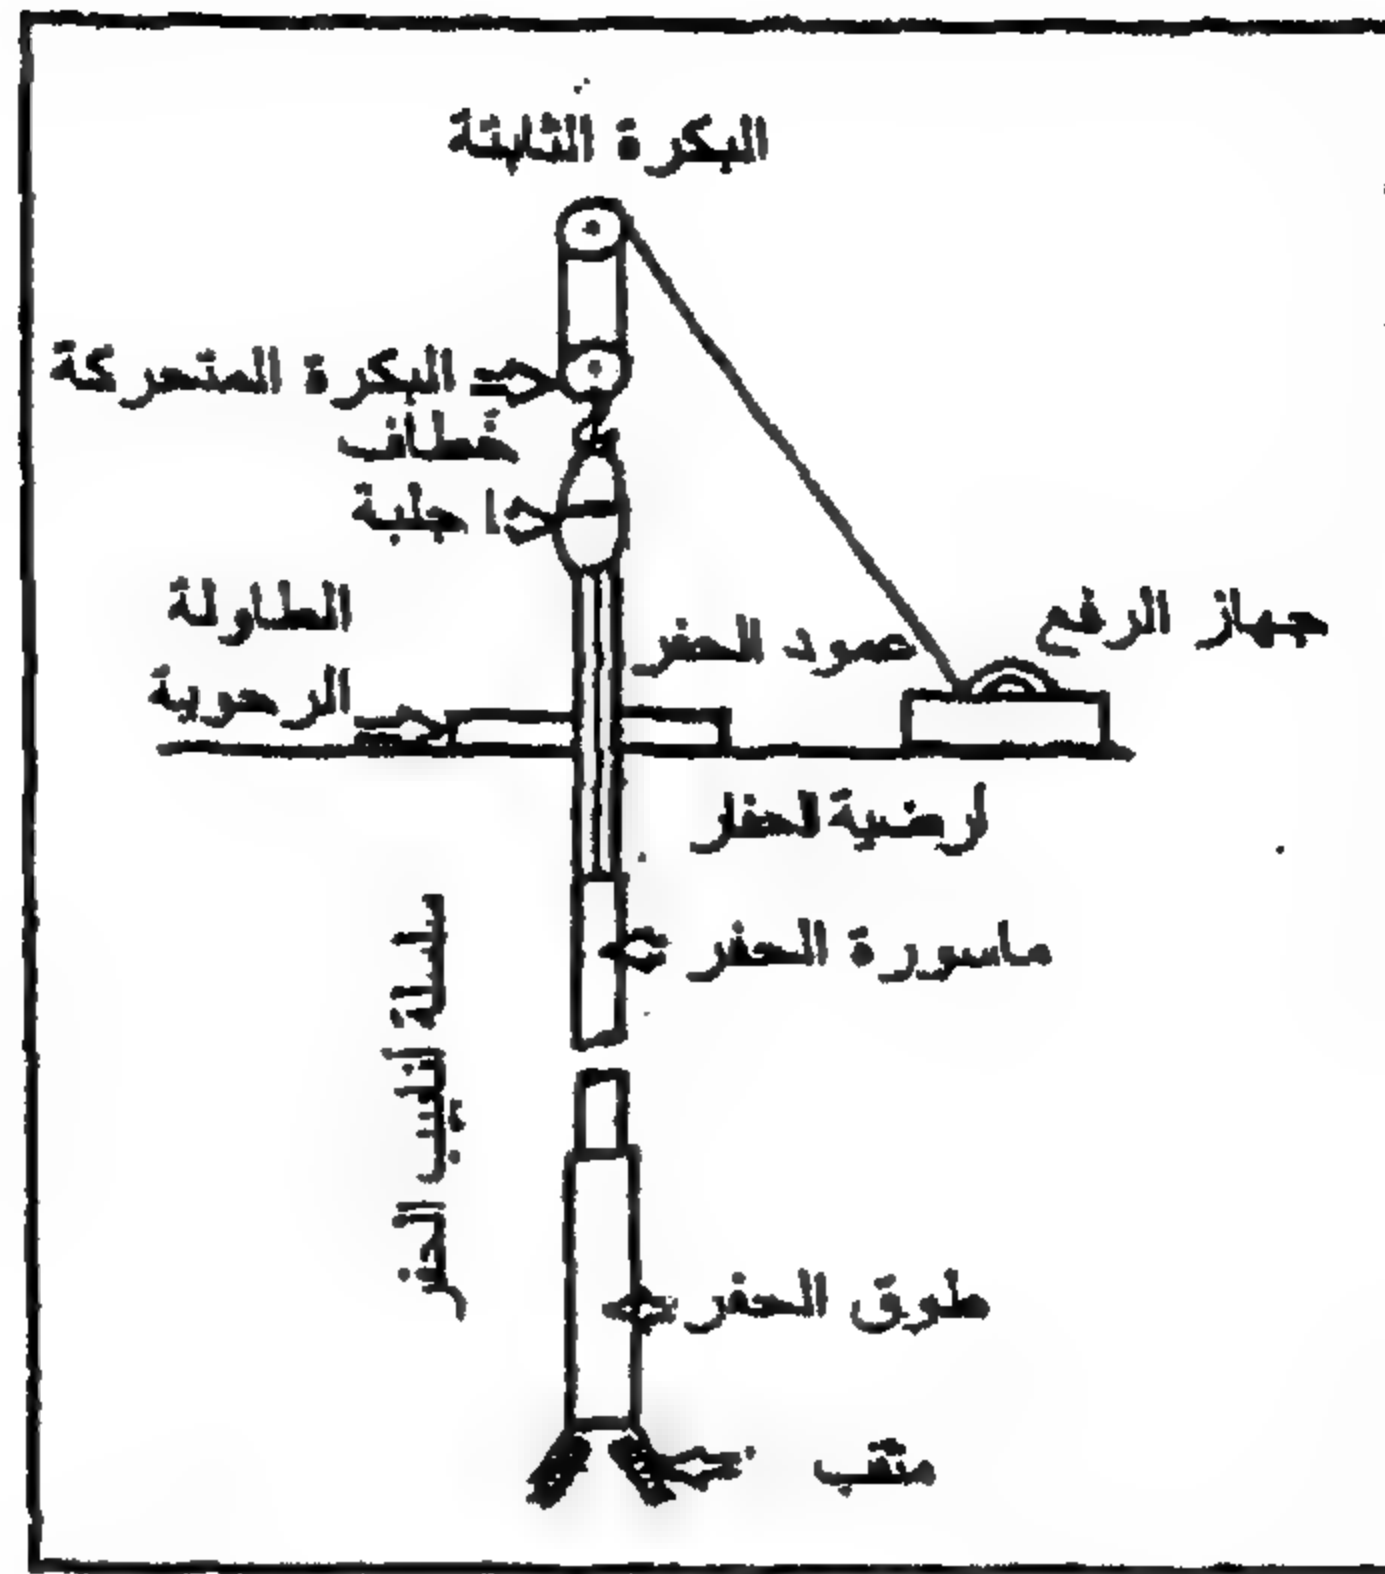 البكرة الثابتة
البكرة المتحركة
خطاف
جلبة
الطاولة
الرحوية
عمود الحفر
جهاز الرفع
أرضية لحفار
ماسورة الحفر
سلسلة أنابيب الحفر
طوق الحفر
مثقب